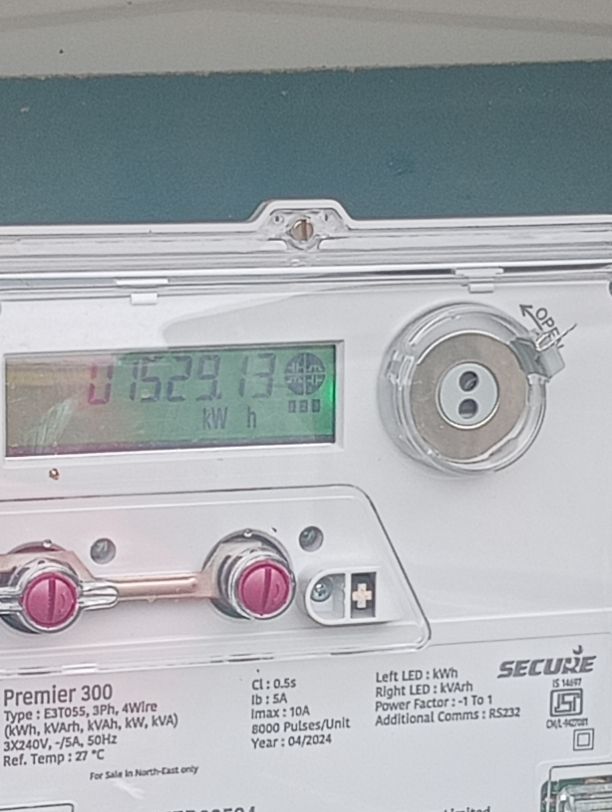 OPEN
01529.13
kW h
SECURE
IS 14697
Premier 300
Type : E3T055, 3Ph, 4Wire
(kWh, kVArh, kVAh, kW, kVA)
3X240V, -/5A, 50Hz
Ref. Temp : 27 °C
For Sale in North-East only
Cl : 0.5s
Ib : 5A
Imax : 10A
8000 Pulses/Unit
Year : 04/2024
Left LED : kWh
Right LED : kVArh
Power Factor : -1 To 1
Additional Comms : RS232
ISI
Limited